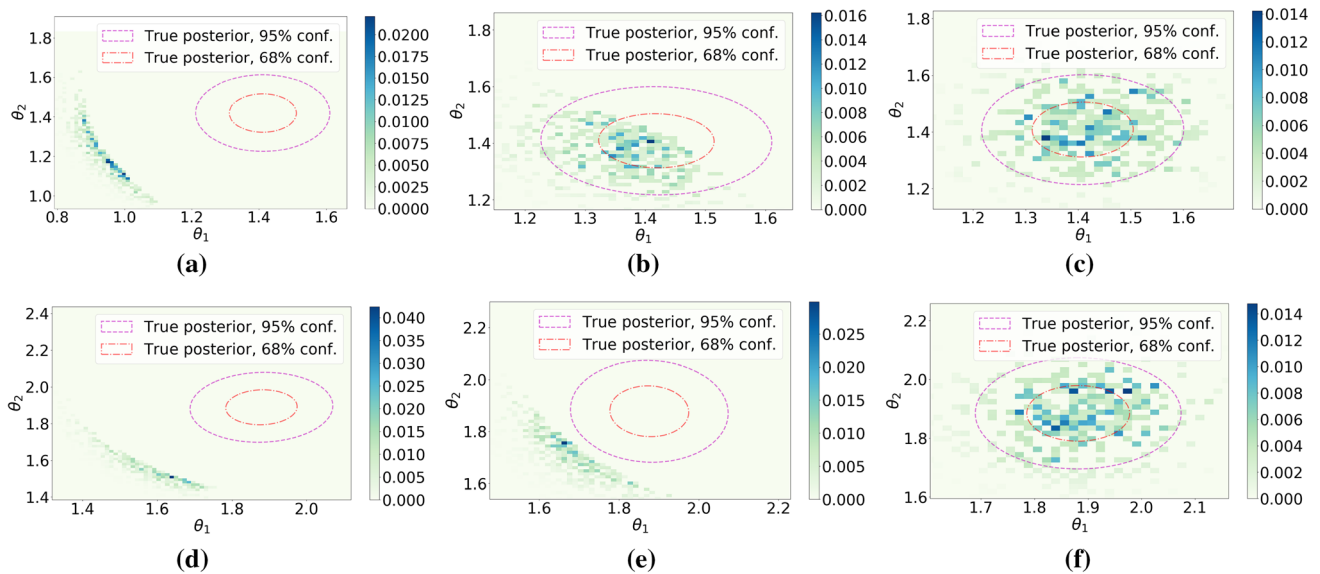 1.8
1.6
1.4
1.2
1.0
θ2
True posterior, 95% conf.
True posterior, 68% conf.
0.8 1.0 1.2 1.4 1.6
θ1
0.0200
0.0175
0.0150
0.0125
0.0100
0.0075
0.0050
0.0025
0.0000
(a)
1.8
1.6
1.4
1.2
θ2
True posterior, 95% conf.
True posterior, 68% conf.
1.2 1.3 1.4 1.5 1.6
θ1
0.016
0.014
0.012
0.010
0.008
0.006
0.004
0.002
0.000
(b)
1.8
1.6
1.4
1.2
θ2
True posterior, 95% conf.
True posterior, 68% conf.
1.2 1.3 1.4 1.5 1.6
θ1
0.014
0.012
0.010
0.008
0.006
0.004
0.002
0.000
(c)
2.4
2.2
2.0
1.8
1.6
1.4
θ2
True posterior, 95% conf.
True posterior, 68% conf.
1.4 1.6 1.8 2.0
θ1
0.040
0.035
0.030
0.025
0.020
0.015
0.010
0.005
0.000
(d)
2.2
2.0
1.8
1.6
θ2
True posterior, 95% conf.
True posterior, 68% conf.
1.6 1.8 2.0 2.2
θ1
0.025
0.020
0.015
0.010
0.005
0.000
(e)
2.2
2.0
1.8
1.6
θ2
True posterior, 95% conf.
True posterior, 68% conf.
1.7 1.8 1.9 2.0 2.1
θ1
0.014
0.012
0.010
0.008
0.006
0.004
0.002
0.000
(f)